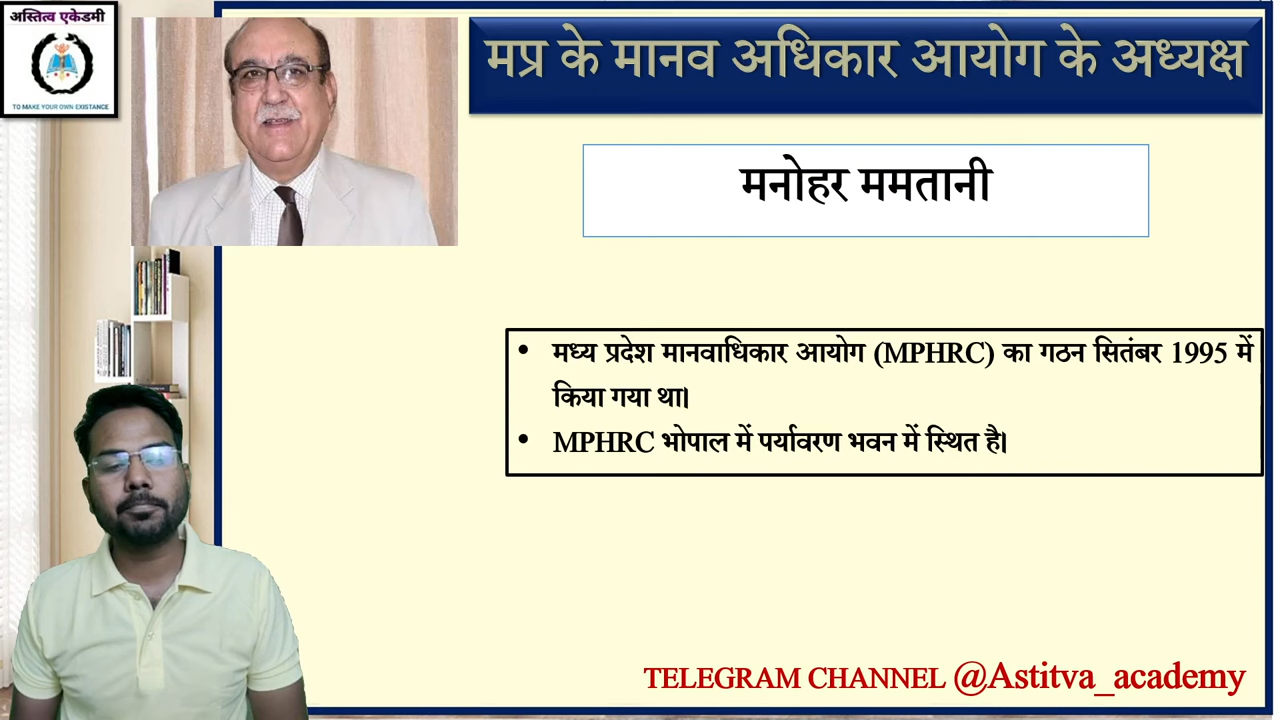 अस्तित्व एकेडमी
TO MAKE YOUR OWN EXISTANCE
मप्र के मानव अधिकार आयोग के अध्यक्ष
मनोहर ममतानी
• मध्य प्रदेश मानवाधिकार आयोग (MPHRC) का गठन सितंबर 1995 में
किया गया था।
• MPHRC भोपाल में पर्यावरण भवन में स्थित है।
TELEGRAM CHANNEL @Astitva_academy